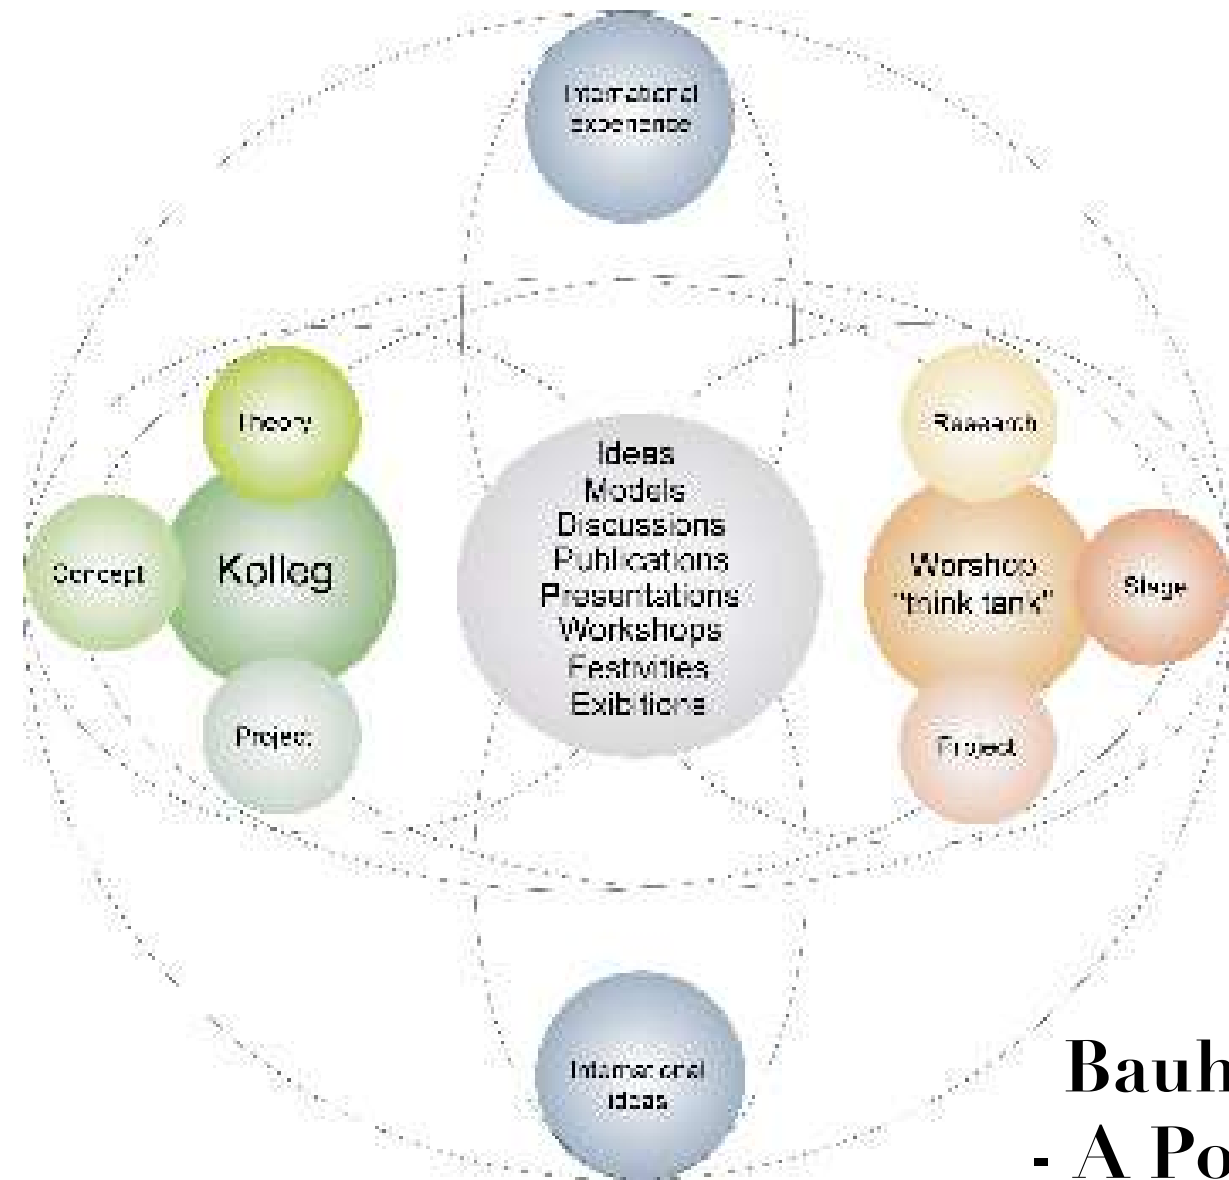 International
experience
Theory
Research
Concept
Kolleg
Ideas
Models
Discussions
Publications
Presentations
Workshops
Festivities
Exibitions
Worshop
"think tank"
Stage
Project
Project
International
ideas
Bauh
- A Po